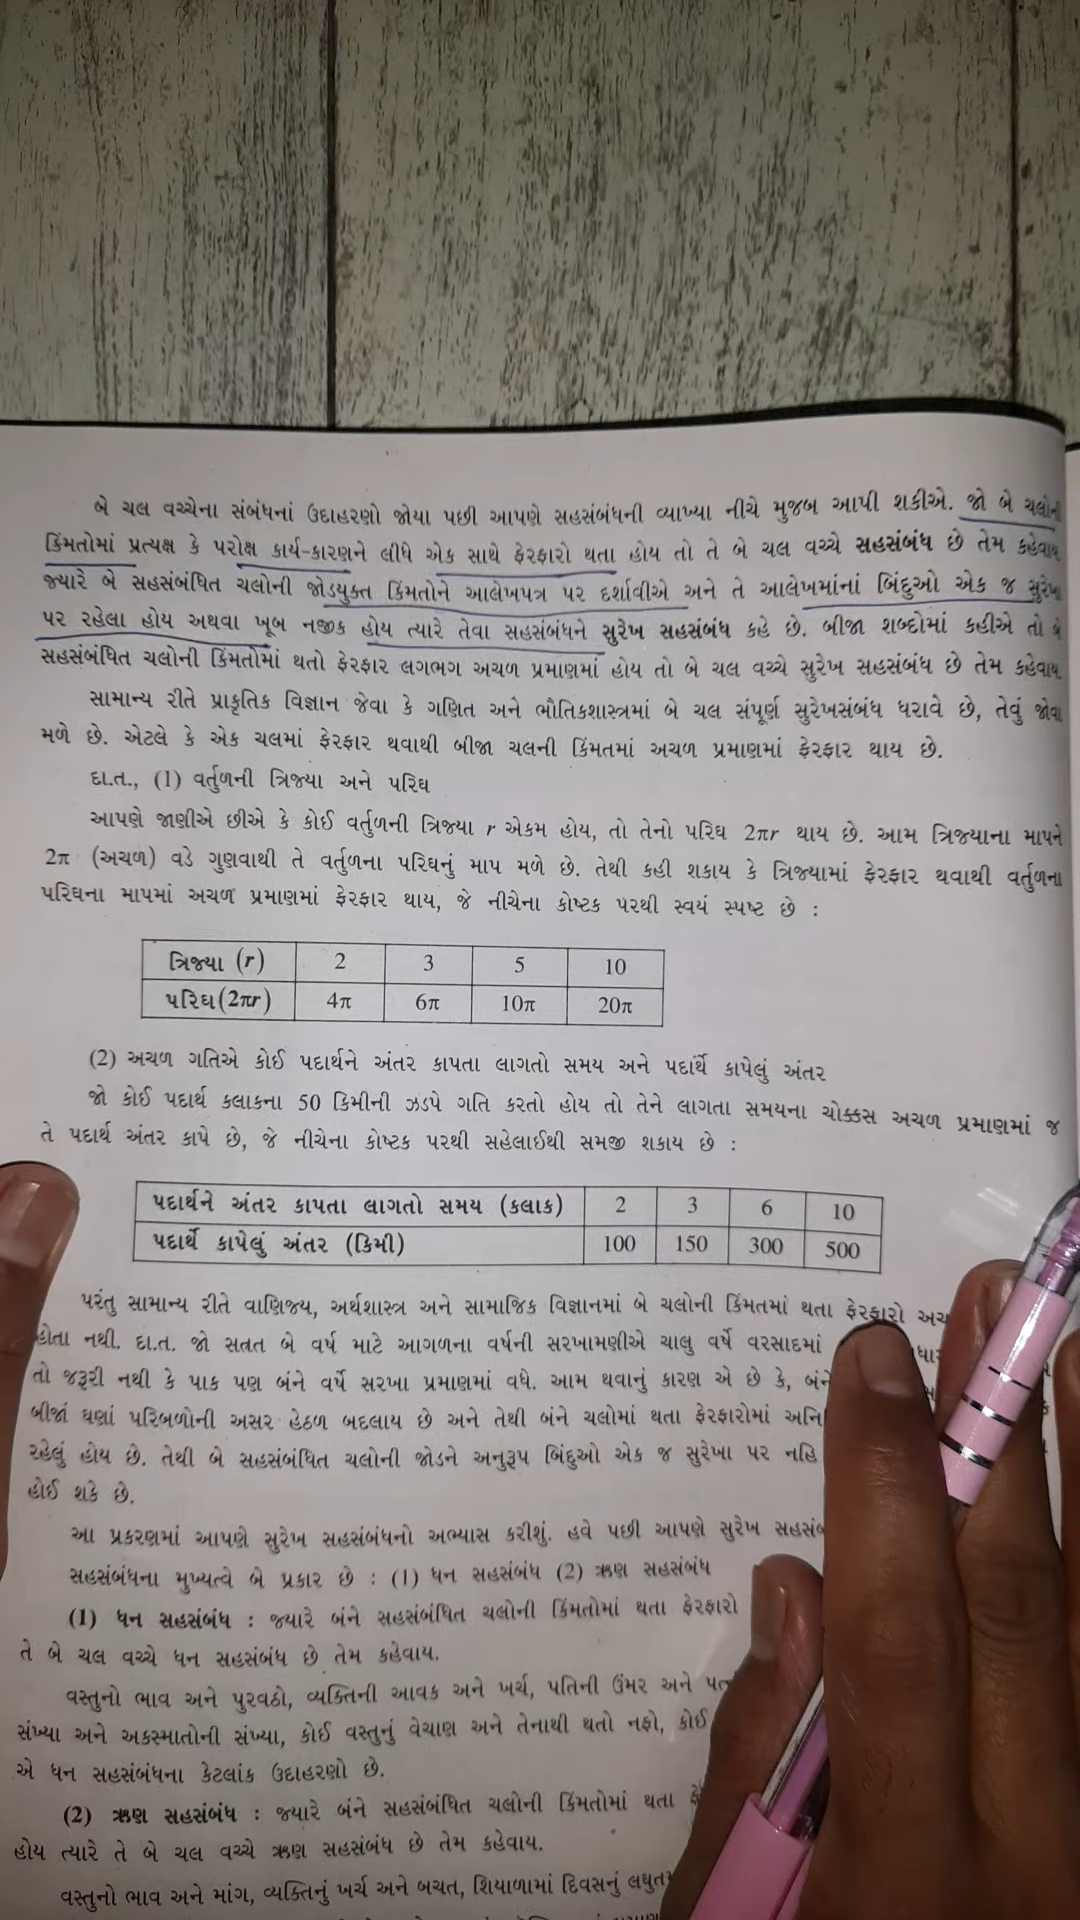 બે ચલ વચ્ચેના સંબંધનાં ઉદાહરણો જોયા પછી આપણે સહસંબંધની વ્યાખ્યા નીચે મુજબ આપી શકીએ. જો બે ચલોની
કિંમતોમાં પ્રત્યક્ષ કે પરોક્ષ કાર્ય-કારણને લીધે એક સાથે ફેરફારો થતા હોય તો તે બે ચલ વચ્ચે સહસંબંધ છે તેમ કહેવાય
જ્યારે બે સહસંબંધિત ચલોની જોડયુક્ત કિંમતોને આલેખપત્ર પર દર્શાવીએ અને તે આલેખમાંનાં બિંદુઓ એક જ સુરેખા
પર રહેલા હોય અથવા ખૂબ નજીક હોય ત્યારે તેવા સહસંબંધને સુરેખ સહસંબંધ કહે છે. બીજા શબ્દોમાં કહીએ તો બે
સહસંબંધિત ચલોની કિંમતોમાં થતો ફેરફાર લગભગ અચળ પ્રમાણમાં હોય તો બે ચલ વચ્ચે સુરેખ સહસંબંધ છે તેમ કહેવાય
સામાન્ય રીતે પ્રાકૃતિક વિજ્ઞાન જેવા કે ગણિત અને ભૌતિકશાસ્ત્રમાં બે ચલ સંપૂર્ણ સુરેખસંબંધ ધરાવે છે, તેવું જોવા
મળે છે. એટલે કે એક ચલમાં ફેરફાર થવાથી બીજા ચલની કિંમતમાં અચળ પ્રમાણમાં ફેરફાર થાય છે.
દા.ત., (1) વર્તુળની ત્રિજ્યા અને પરિઘ
આપણે જાણીએ છીએ કે કોઈ વર્તુળની ત્રિજ્યા r એકમ હોય, તો તેનો પરિઘ 2πr થાય છે. આમ ત્રિજ્યાના માપને
2π (અચળ) વડે ગુણવાથી તે વર્તુળના પરિઘનું માપ મળે છે. તેથી કહી શકાય કે ત્રિજ્યામાં ફેરફાર થવાથી વર્તુળના
પરિઘના માપમાં અચળ પ્રમાણમાં ફેરફાર થાય, જે નીચેના કોષ્ટક પરથી સ્વયં સ્પષ્ટ છે :
ત્રિજ્યા (r) 2 3 5 10
પરિઘ(2πr) 4π 6π 10π 20π
(2) અચળ ગતિએ કોઈ પદાર્થને અંતર કાપતા લાગતો સમય અને પદાર્થે કાપેલું અંતર
જો કોઈ પદાર્થ કલાકના 50 કિમીની ઝડપે ગતિ કરતો હોય તો તેને લાગતા સમયના ચોક્કસ અચળ પ્રમાણમાં જ
તે પદાર્થ અંતર કાપે છે, જે નીચેના કોષ્ટક પરથી સહેલાઈથી સમજી શકાય છે :
પદાર્થને અંતર કાપતા લાગતો સમય (કલાક) 2 3 6 10
પદાર્થે કાપેલું અંતર (કિમી) 100 150 300 500
પરંતુ સામાન્ય રીતે વાણિજ્ય, અર્થશાસ્ત્ર અને સામાજિક વિજ્ઞાનમાં બે ચલોની કિંમતમાં થતા ફેરફારો
હોતા નથી. દા.ત. જો સતત બે વર્ષ માટે આગળના વર્ષની સરખામણીએ ચાલુ વર્ષે વરસાદમાં
તો જરૂરી નથી કે પાક પણ બંને વર્ષે સરખા પ્રમાણમાં વધે. આમ થવાનું કારણ એ છે કે,
બીજાં ઘણાં પરિબળોની અસર હેઠળ બદલાય છે અને તેથી બંને ચલોમાં થતા ફેરફારોમાં
રહેલું હોય છે. તેથી બે સહસંબંધિત ચલોની જોડને અનુરૂપ બિંદુઓ એક જ સુરેખા પર નહિ
હોઈ શકે છે.
આ પ્રકરણમાં આપણે સુરેખ સહસંબંધનો અભ્યાસ કરીશું. હવે પછી આપણે સુરેખ
સહસંબંધના મુખ્યત્વે બે પ્રકાર છે : (1) ધન સહસંબંધ (2) ઋણ સહસંબંધ
(1) ધન સહસંબંધ : જ્યારે બંને સહસંબંધિત ચલોની કિંમતોમાં થતા ફેરફારો
તે બે ચલ વચ્ચે ધન સહસંબંધ છે તેમ કહેવાય.
વસ્તુનો ભાવ અને પુરવઠો, વ્યક્તિની આવક અને ખર્ચ, પતિની ઉંમર અને
સંખ્યા અને અકસ્માતોની સંખ્યા, કોઈ વસ્તુનું વેચાણ અને તેનાથી થતો નફો, કોઈ
એ ધન સહસંબંધના કેટલાંક ઉદાહરણો છે.
(2) ઋણ સહસંબંધ : જ્યારે બંને સહસંબંધિત ચલોની કિંમતોમાં થતા
હોય ત્યારે તે બે ચલ વચ્ચે ઋણ સહસંબંધ છે તેમ કહેવાય.
વસ્તુનો ભાવ અને માંગ, વ્યક્તિનું ખર્ચ અને બચત, શિયાળામાં દિવસનું